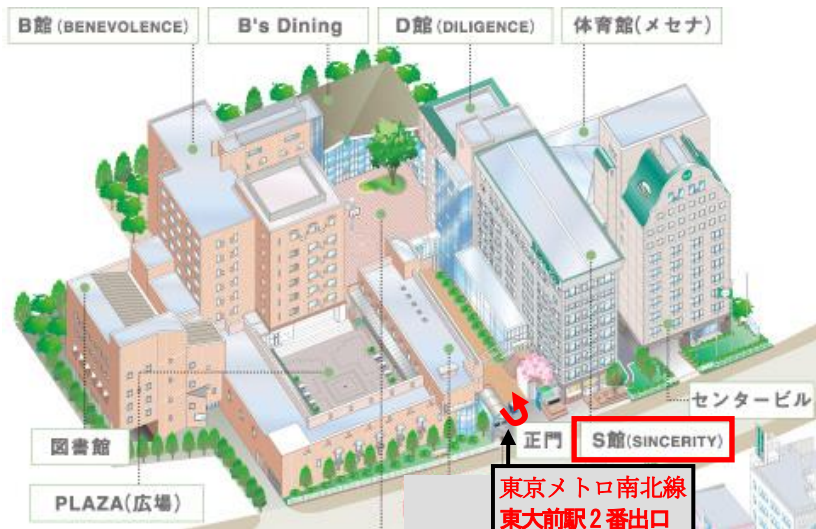 B館(BENEVOLENCE)
B's Dining
D館(DILIGENCE)
体育館(メセナ)
センタービル
図書館
正門
S館(SINCERITY)
PLAZA(広場)
東京メトロ南北線
東大前駅2番出口